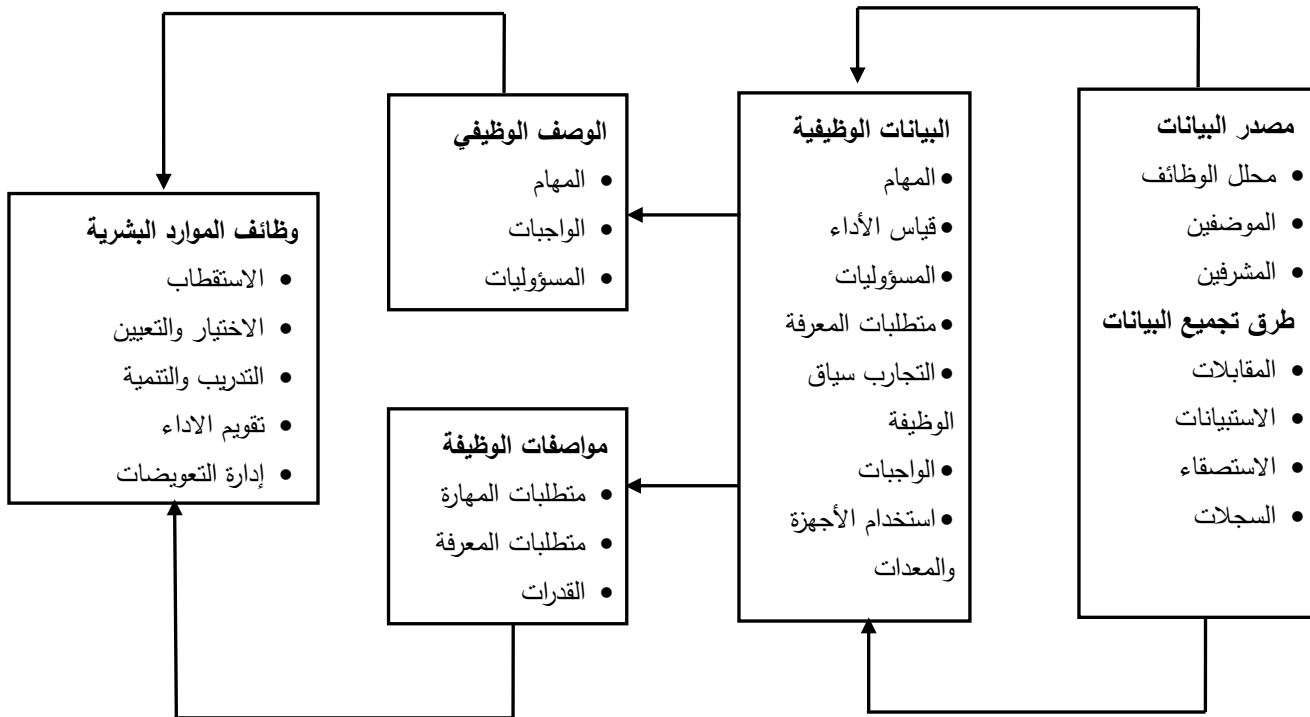 مصدر البيانات
• محلل الوظائف
• الموضفين
• المشرفين
طرق تجميع البيانات
• المقابلات
• الاستبيانات
• الاستصقاء
• السجلات
البيانات الوظيفية
• المهام
• قياس الأداء
• المسؤوليات
• متطلبات المعرفة
• التجارب سياق
الوظيفة
• الواجبات
• استخدام الأجهزة
والمعدات
الوصف الوظيفي
• المهام
• الواجبات
• المسؤوليات
مواصفات الوظيفة
• متطلبات المهارة
• متطلبات المعرفة
• القدرات
وظائف الموارد البشرية
• الاستقطاب
• الاختيار والتعيين
• التدريب والتنمية
• تقويم الاداء
• إدارة التعويضات